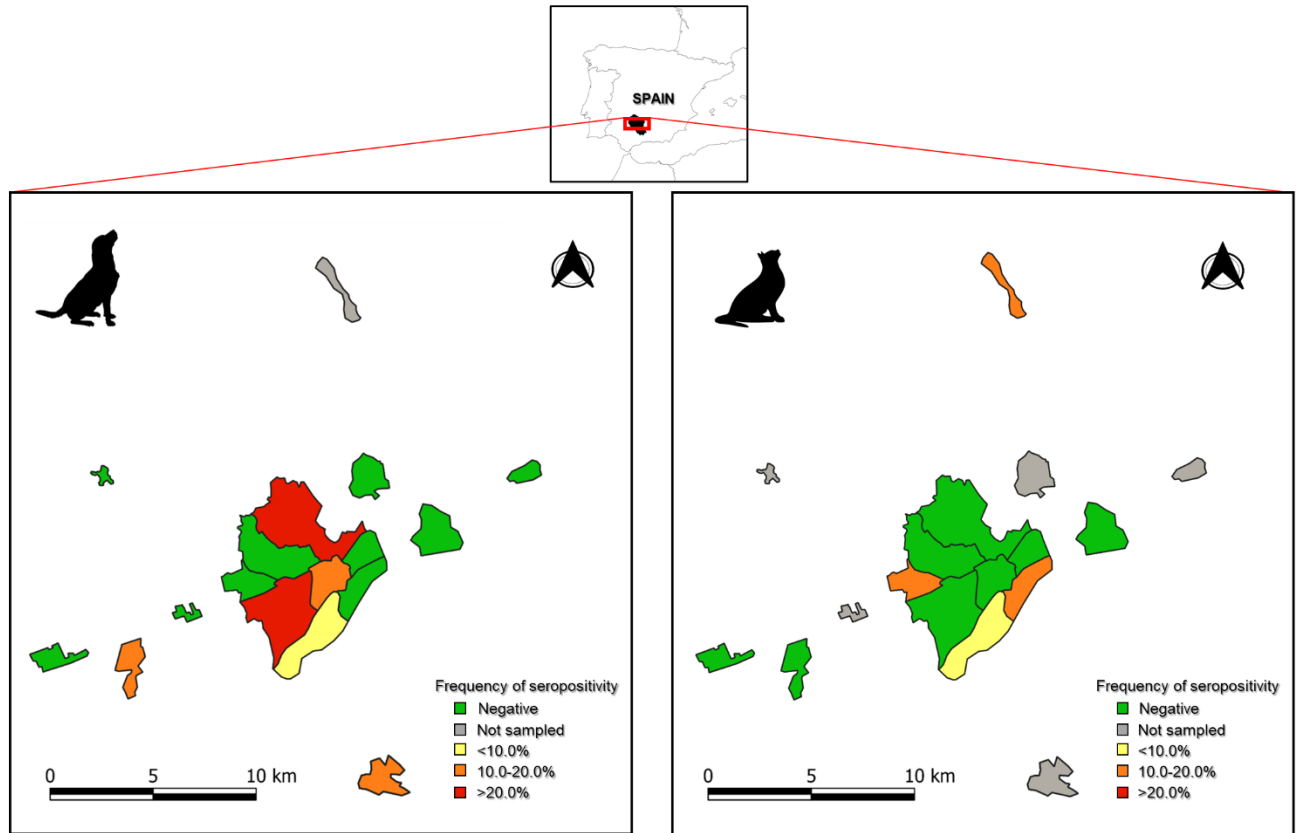 SPAIN
Frequency of seropositivity
Negative
Not sampled
<10.0%
10.0-20.0%
>20.0%
0 5 10 km
Frequency of seropositivity
Negative
Not sampled
<10.0%
10.0-20.0%
>20.0%
0 5 10 km